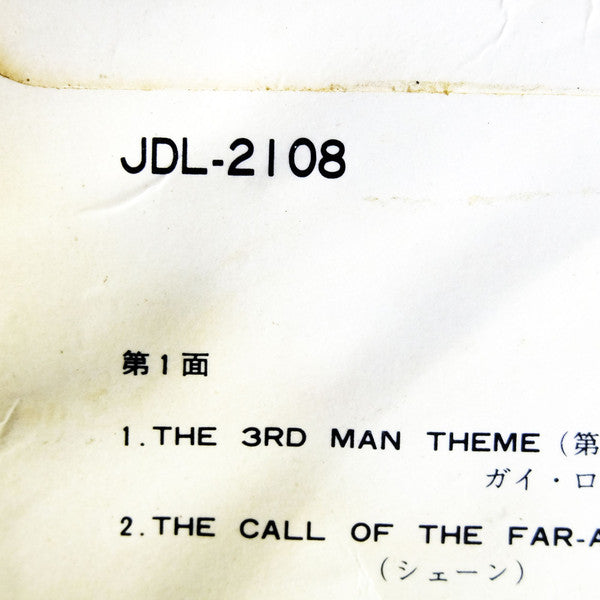 JDL-2108
第1面
1. THE 3RD MAN THEME (第
ガイ・ロ
2. THE CALL OF THE FAR-A
(シェーン)